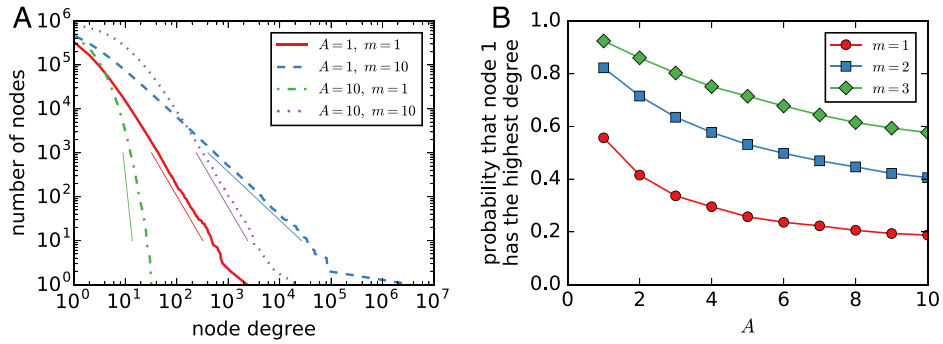 A
10^6
10^5
10^4
10^3
10^2
10^1
10^0
number of nodes
10^0 10^1 10^2 10^3 10^4 10^5 10^6 10^7
node degree
A = 1, m = 1
A = 1, m = 10
A = 10, m = 1
A = 10, m = 10
B
1.0
0.8
0.6
0.4
0.2
0.0
probability that node 1
has the highest degree
0 2 4 6 8 10
A
m = 1
m = 2
m = 3